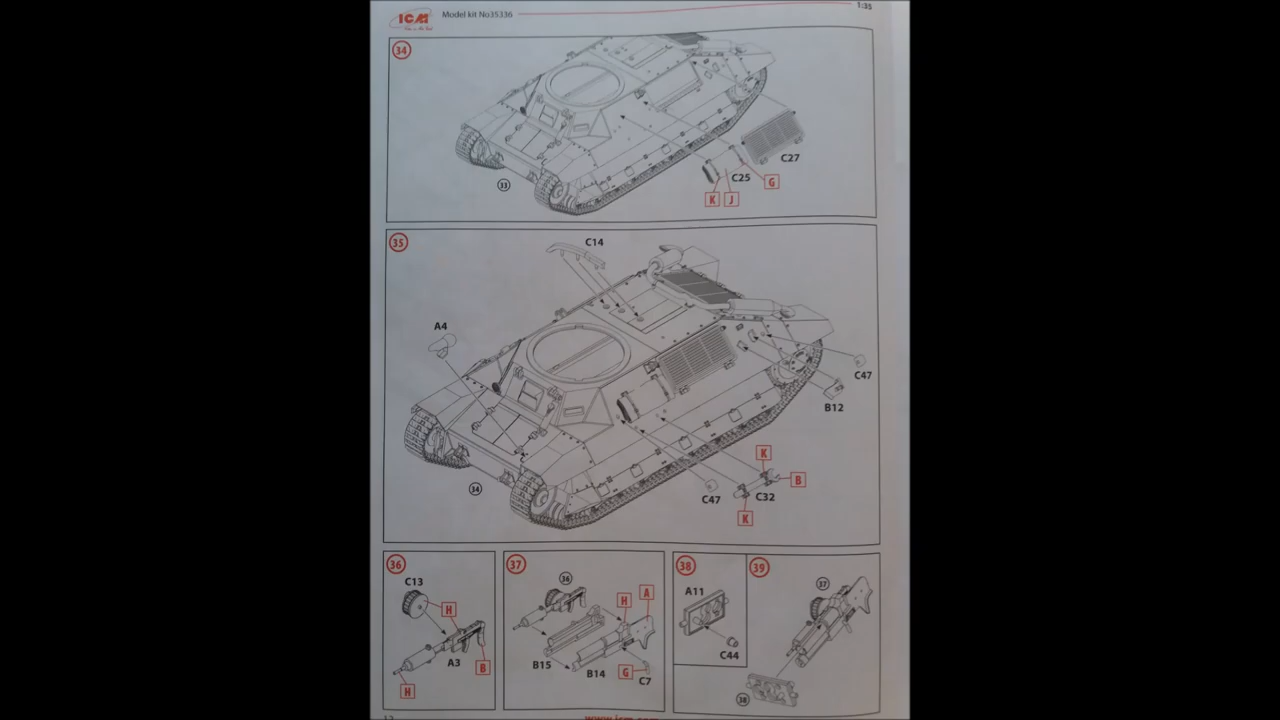 ICM
Model kit No35336
1:35
34
33
C27
C25
G
K
J
35
C14
A4
C47
B12
K
B
34
C47
C32
K
36
37
38
39
C13
36
37
H
A
A11
H
A3
B15
C44
B
B14
G
C7
H
38